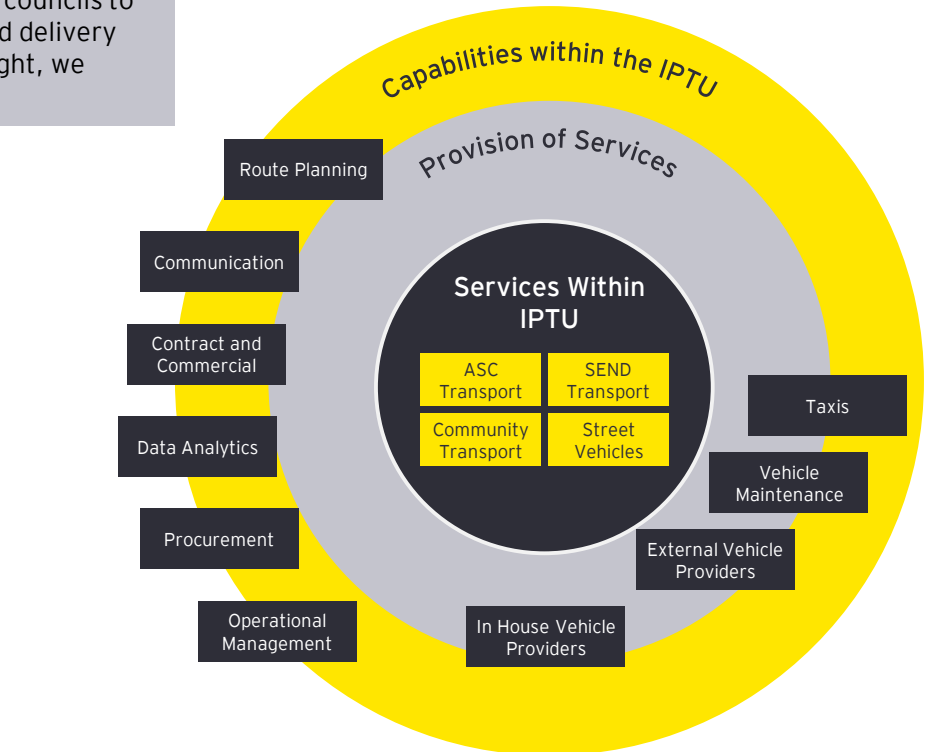 councils to
d delivery
ght, we
Capabilities within the IPTU
Provision of Services
Route Planning
Communication
Contract and
Commercial
Data Analytics
Procurement
Operational
Management
Services Within
IPTU
ASC
Transport
SEND
Transport
Community
Transport
Street
Vehicles
Taxis
Vehicle
Maintenance
External Vehicle
Providers
In House Vehicle
Providers